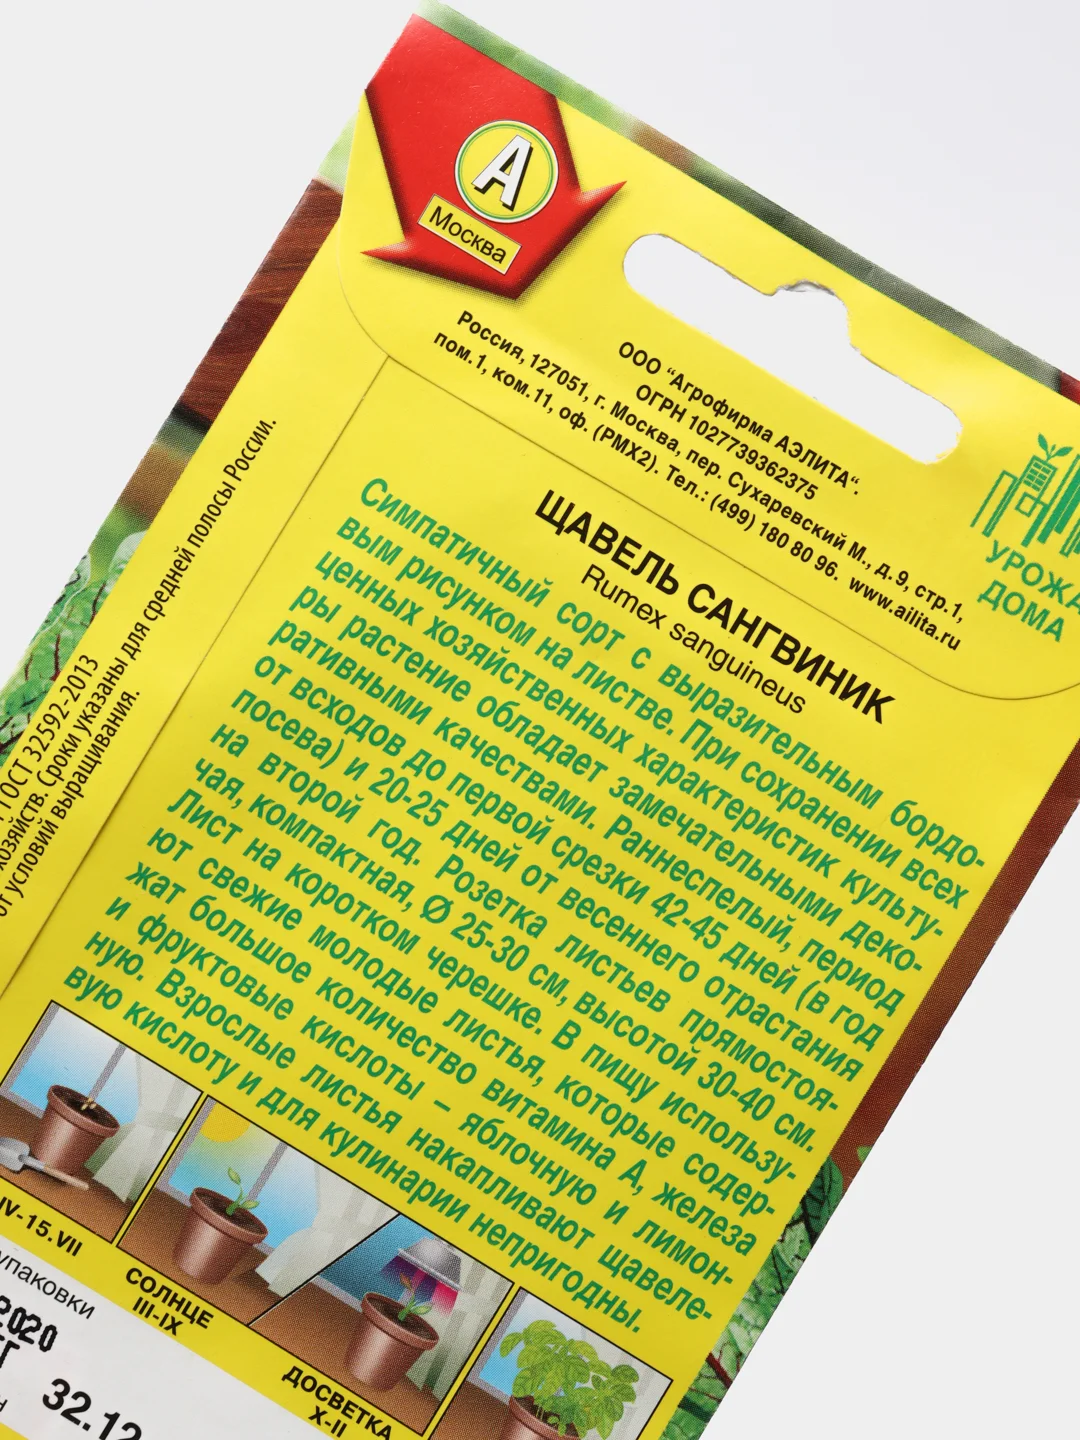 А
Москва
ООО “Агрофирма АЭЛИТА“.
ОГРН 1027739362375
Россия, 127051, г. Москва, пер. Сухаревский М., д. 9, стр.1,
пом.1, ком.11, оф. (РМХ2). Тел.: (499) 180 80 96. www.ailita.ru
УРОЖА
ДОМА
ЩАВЕЛЬ САНГВИНИК
Rumex sanguineus
Симпатичный сорт с выразительным бордо-
вым рисунком на листве. При сохранении всех
ценных хозяйственных характеристик культу-
ры растение обладает замечательными деко-
ративными качествами. Раннеспелый, период
от всходов до первой срезки 42-45 дней (в год
посева) и 20-25 дней от весеннего отрастания
на второй год. Розетка листьев прямостоя-
чая, компактная, Ø 25-30 см, высотой 30-40 см.
Лист на коротком черешке. В пищу использу-
ют свежие молодые листья, которые содер-
жат большое количество витамина А, железа
и фруктовые кислоты – яблочную и лимон-
ную. Взрослые листья накапливают щавеле-
вую кислоту и для кулинарии непригодны.
ГОСТ 32592-2013
хозяйств. Сроки указаны для средней полосы России.
от условий выращивания.
IV-15.VII
СОЛНЦЕ
III-IX
ДОСВЕТКА
X-II
упаковки
2020
32.12